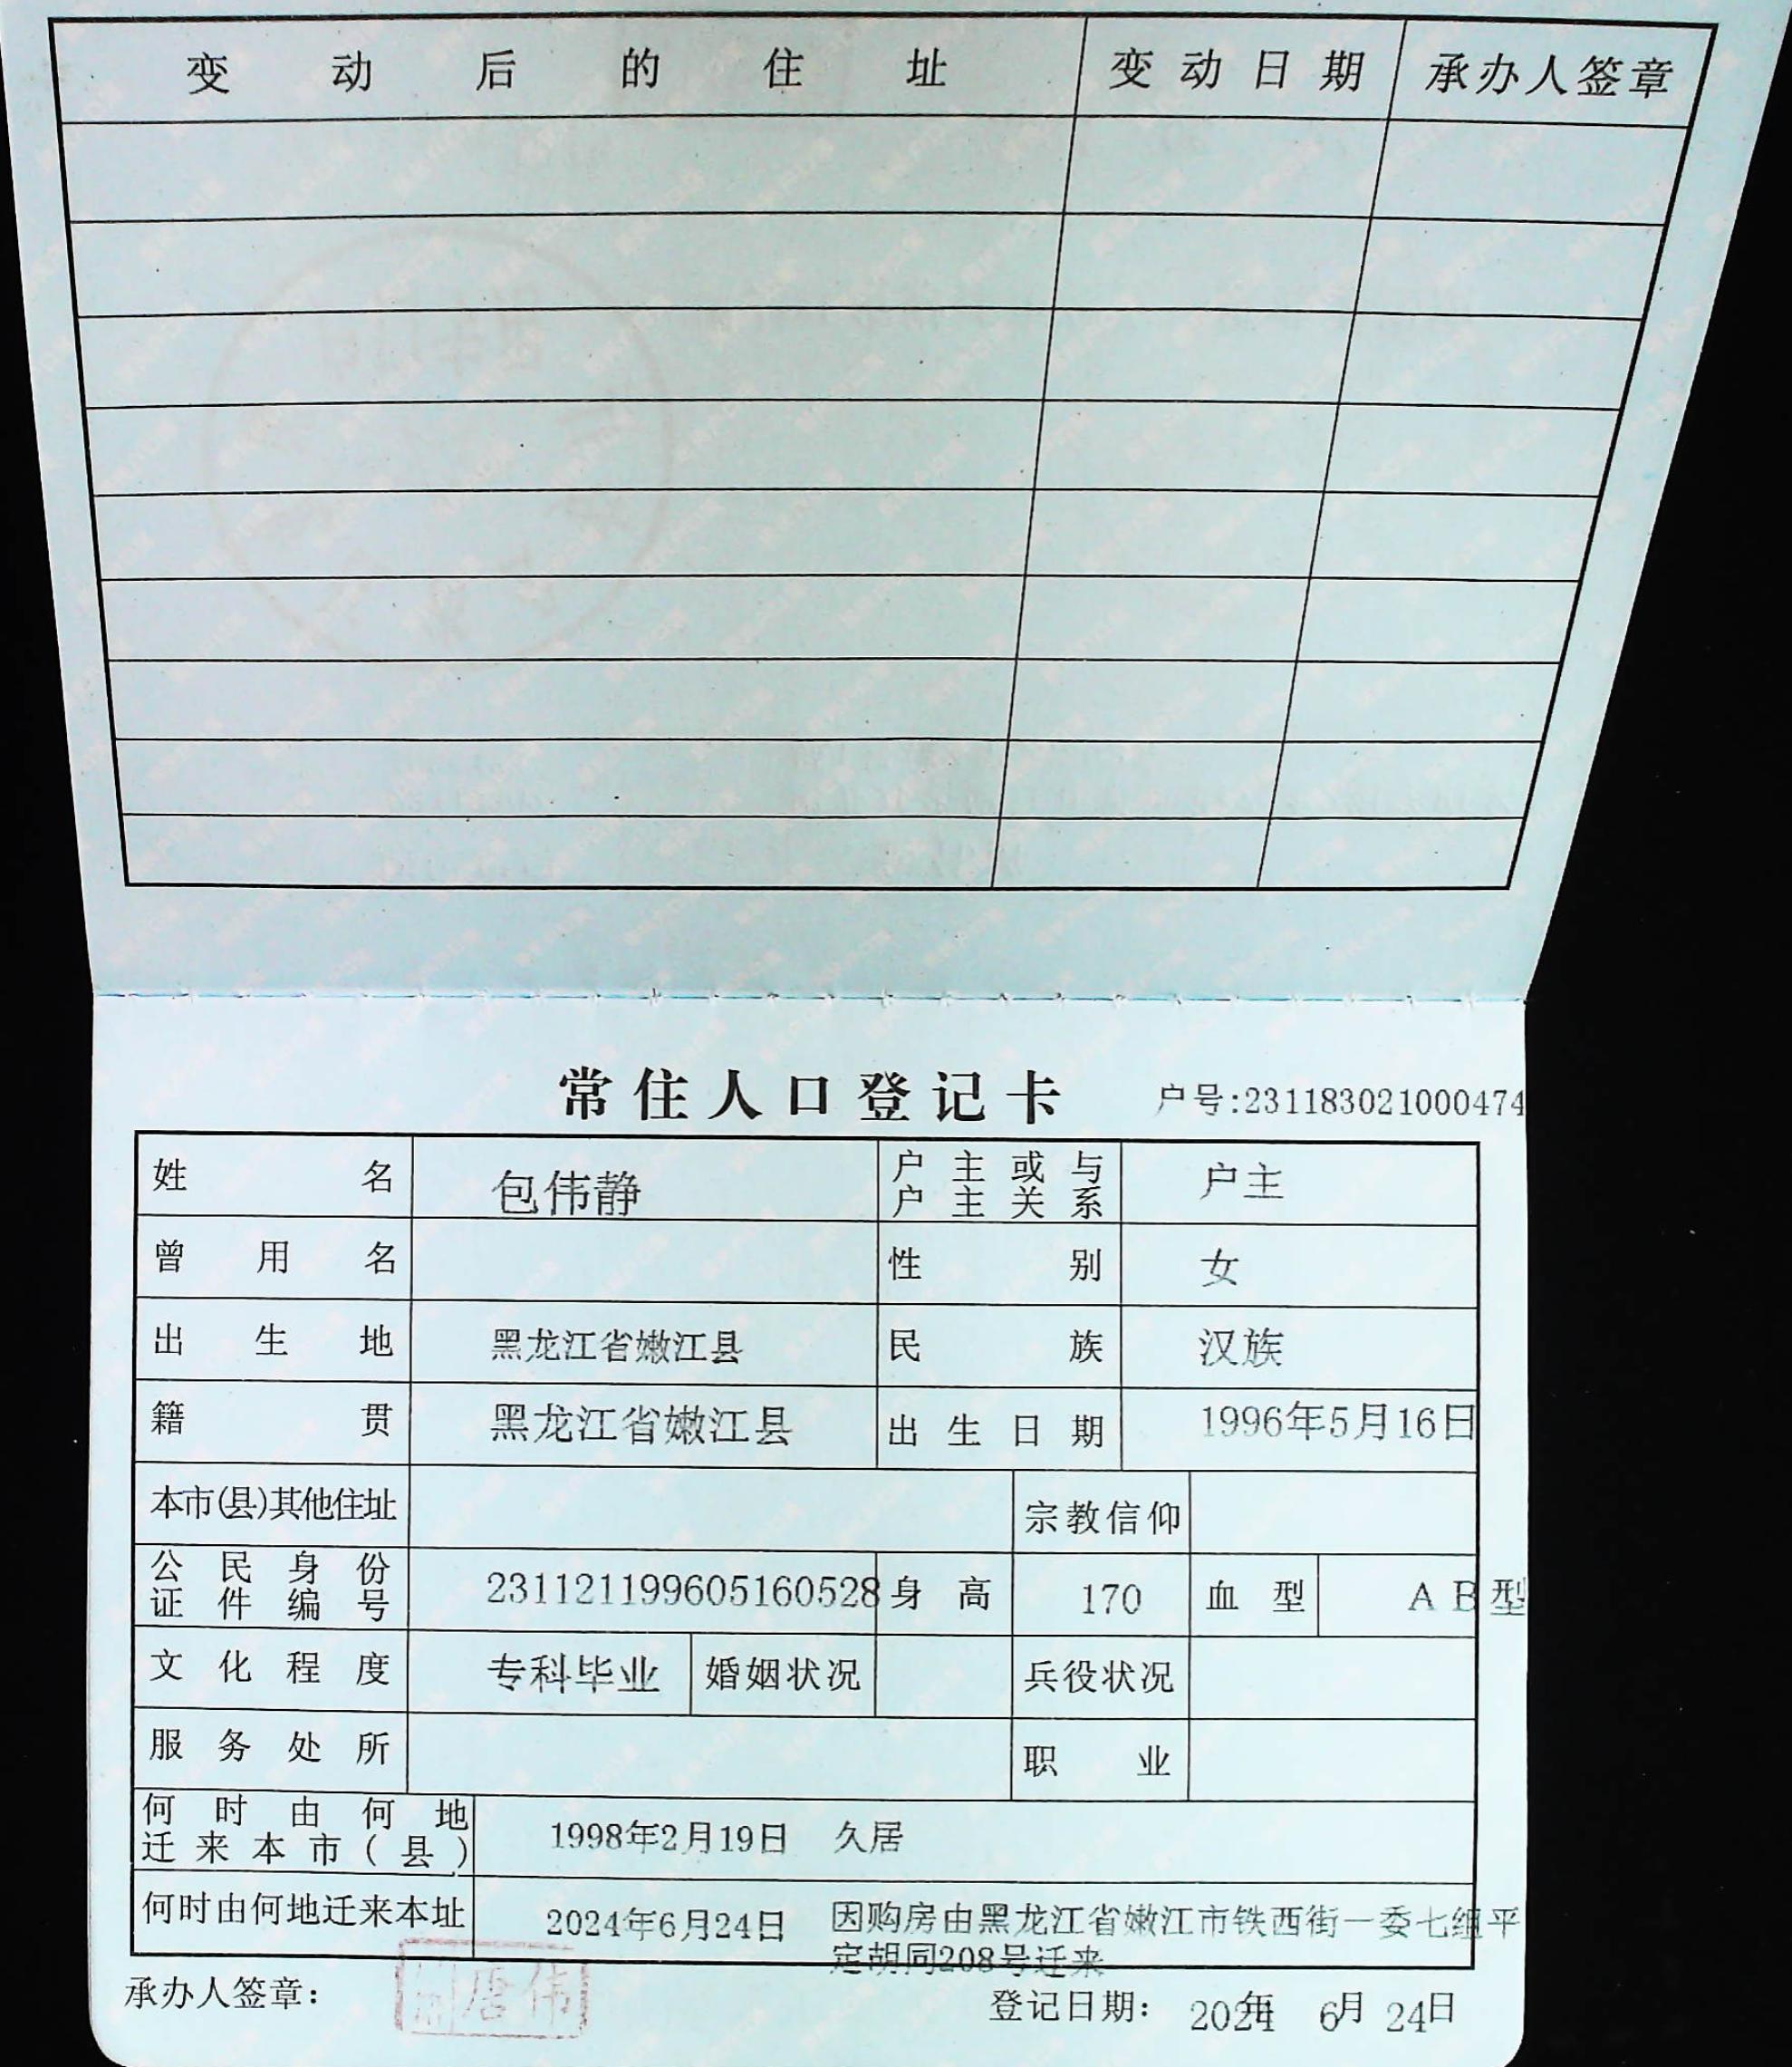 变动后的住址 变动日期 承办人签章
常住人口登记卡 户号:231183021000474
姓名 包伟静 户主或与户主关系 户主
曾用名 性别 女
出生地 黑龙江省嫩江县 民族 汉族
籍贯 黑龙江省嫩江县 出生日期 1996年5月16日
本市(县)其他住址 宗教信仰
公民身份证件编号 231121199605160528 身高 170 血型 AB型
文化程度 专科毕业 婚姻状况 兵役状况
服务处所 职业
何时由何地迁来本市(县) 1998年2月19日 久居
何时由何地迁来本址 2024年6月24日 因购房由黑龙江省嫩江市铁西街一委七组平
定胡同208号迁来
承办人签章: 唐伟 登记日期: 2024年 6月 24日